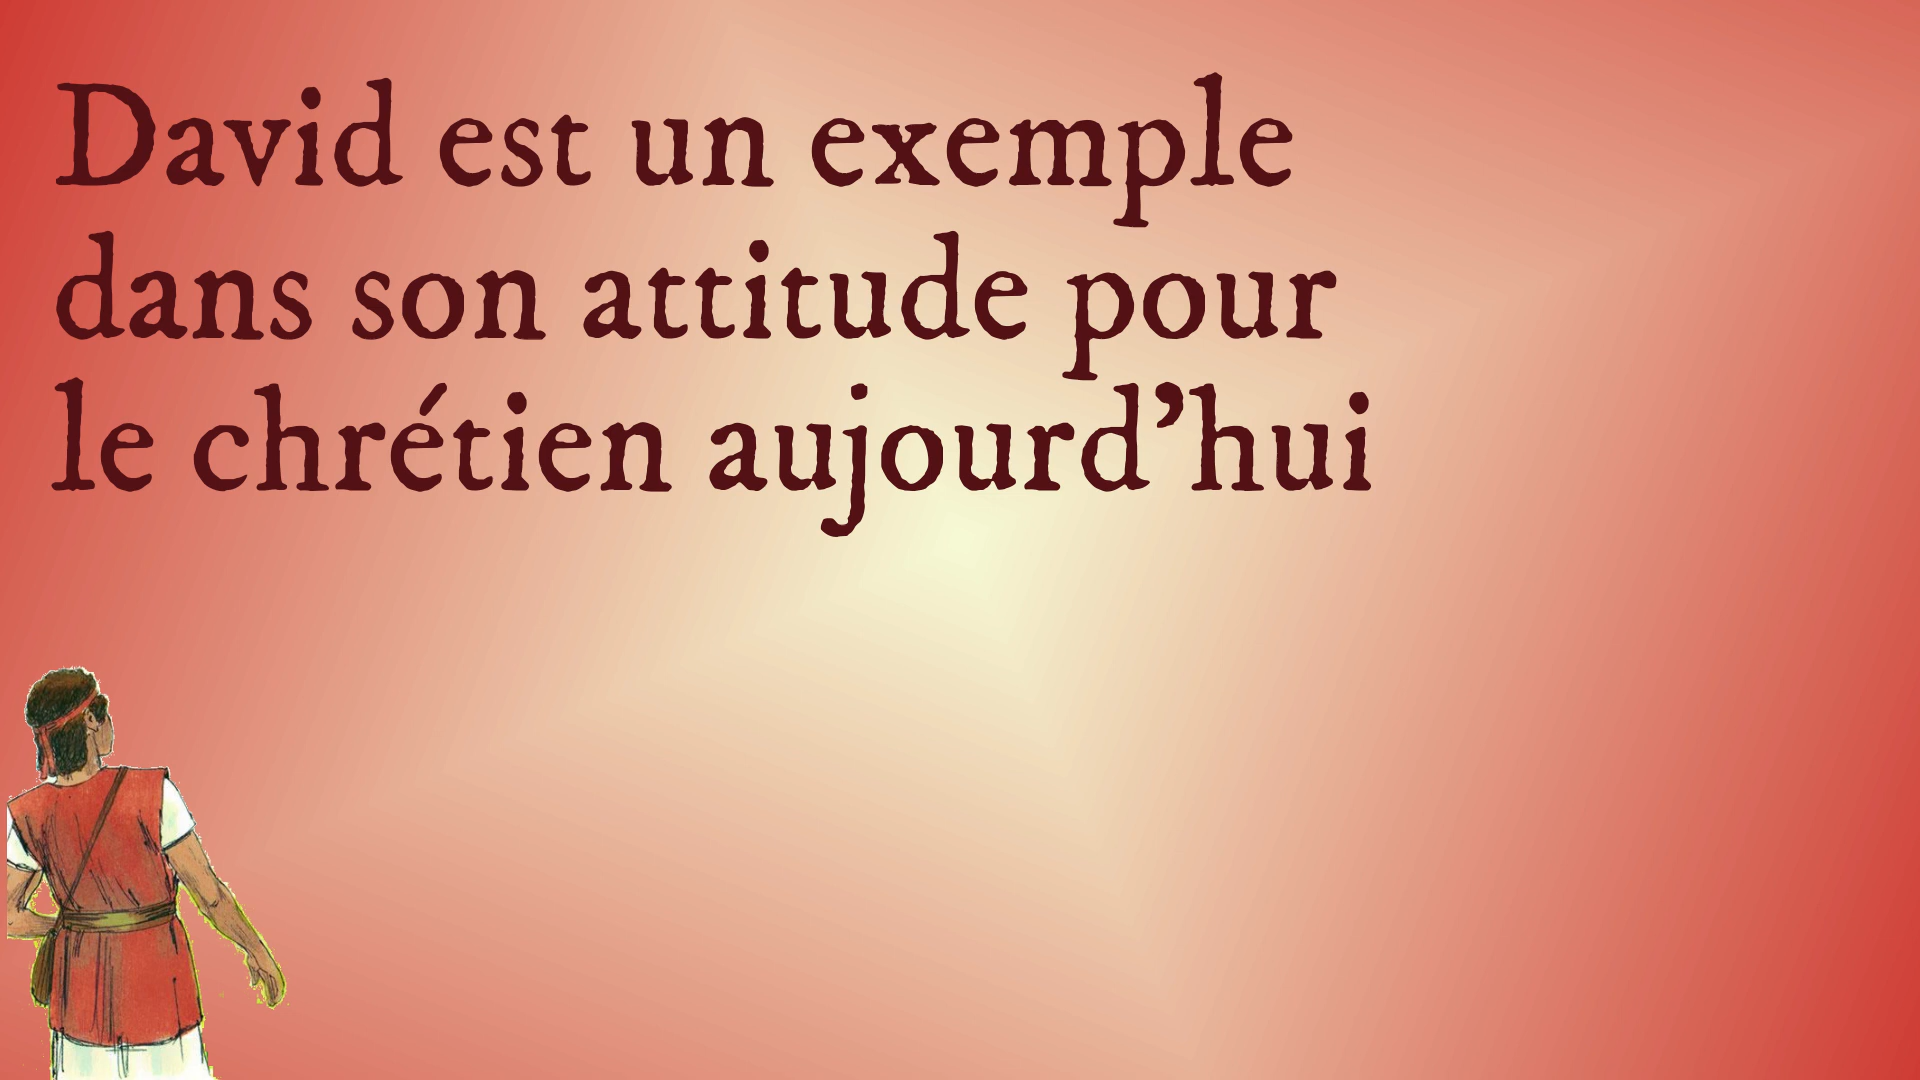 David est un exemple
dans son attitude pour
le chrétien aujourd’hui